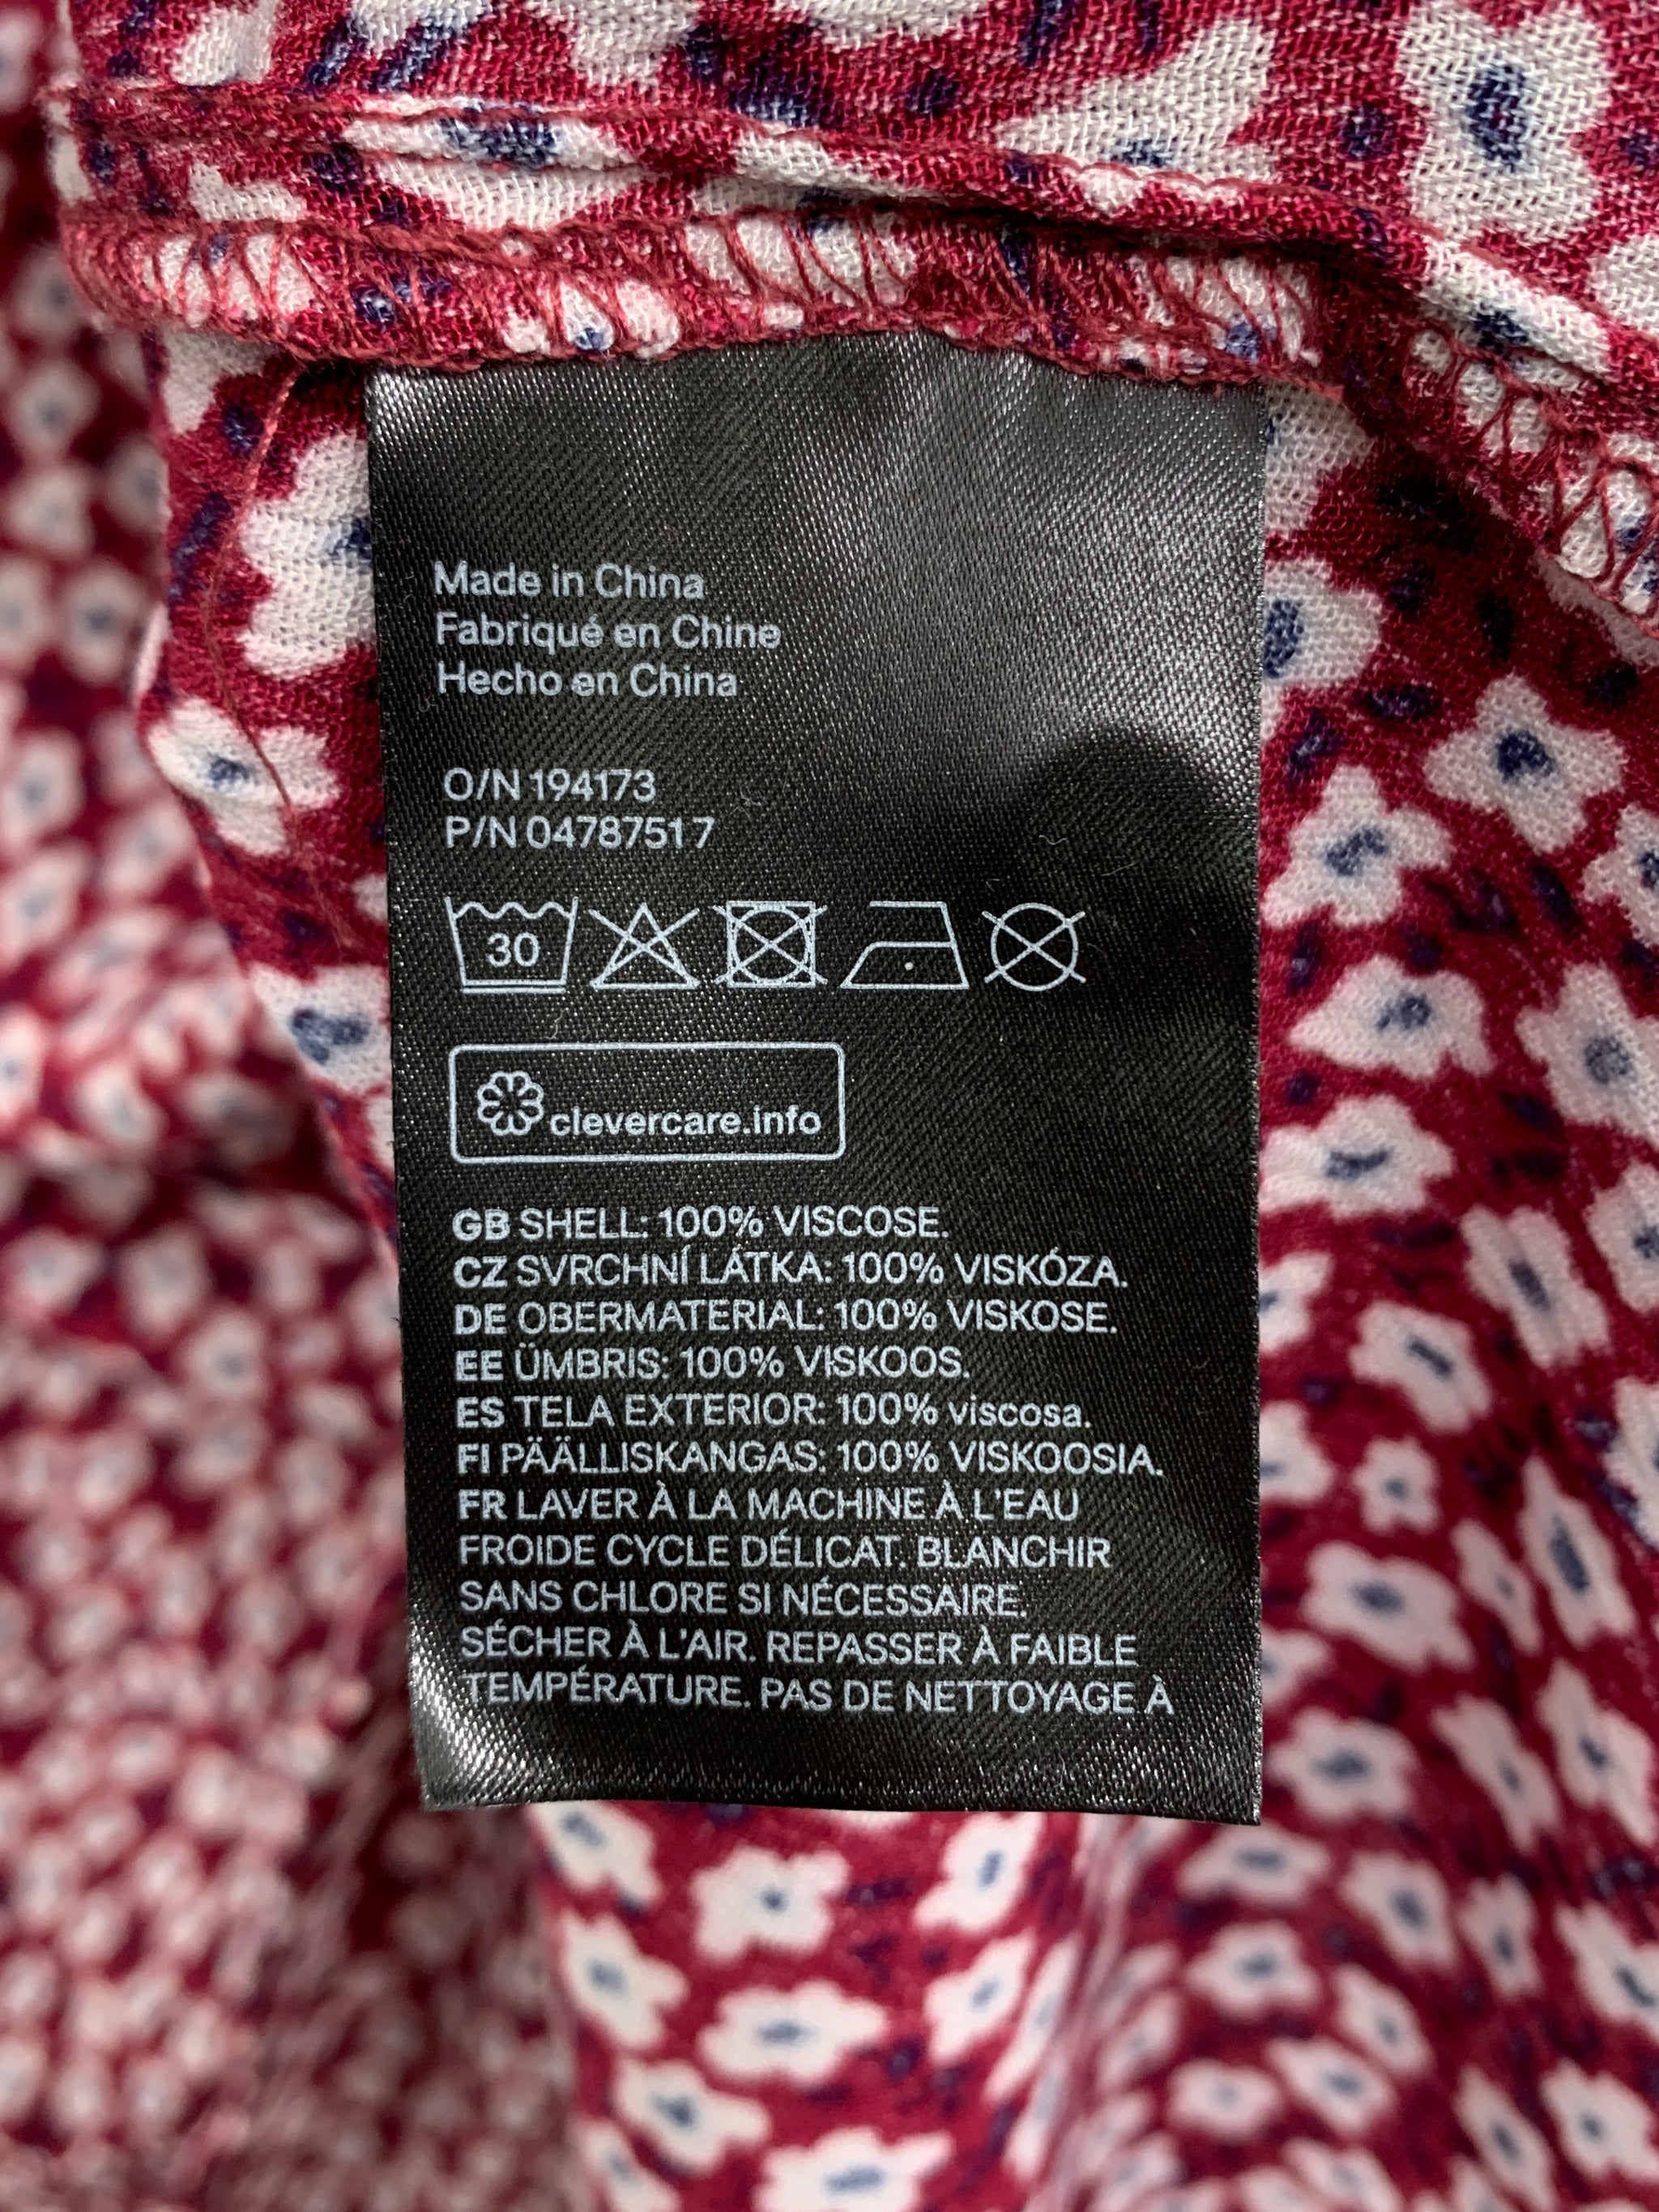 Made in China
Fabriqué en Chine
Hecho en China
O/N 194173
P/N 04787517
30
clevercare.info
GB SHELL: 100% VISCOSE.
CZ SVRCHNÍ LÁTKA: 100% VISKÓZA.
DE OBERMATERIAL: 100% VISKOSE.
EE ÜMBRIS: 100% VISKOOS.
ES TELA EXTERIOR: 100% viscosa.
FI PÄÄLLISKANGAS: 100% VISKOOSIA.
FR LAVER À LA MACHINE À L'EAU
FROIDE CYCLE DÉLICAT. BLANCHIR
SANS CHLORE SI NÉCESSAIRE.
SÉCHER À L'AIR. REPASSER À FAIBLE
TEMPÉRATURE. PAS DE NETTOYAGE À